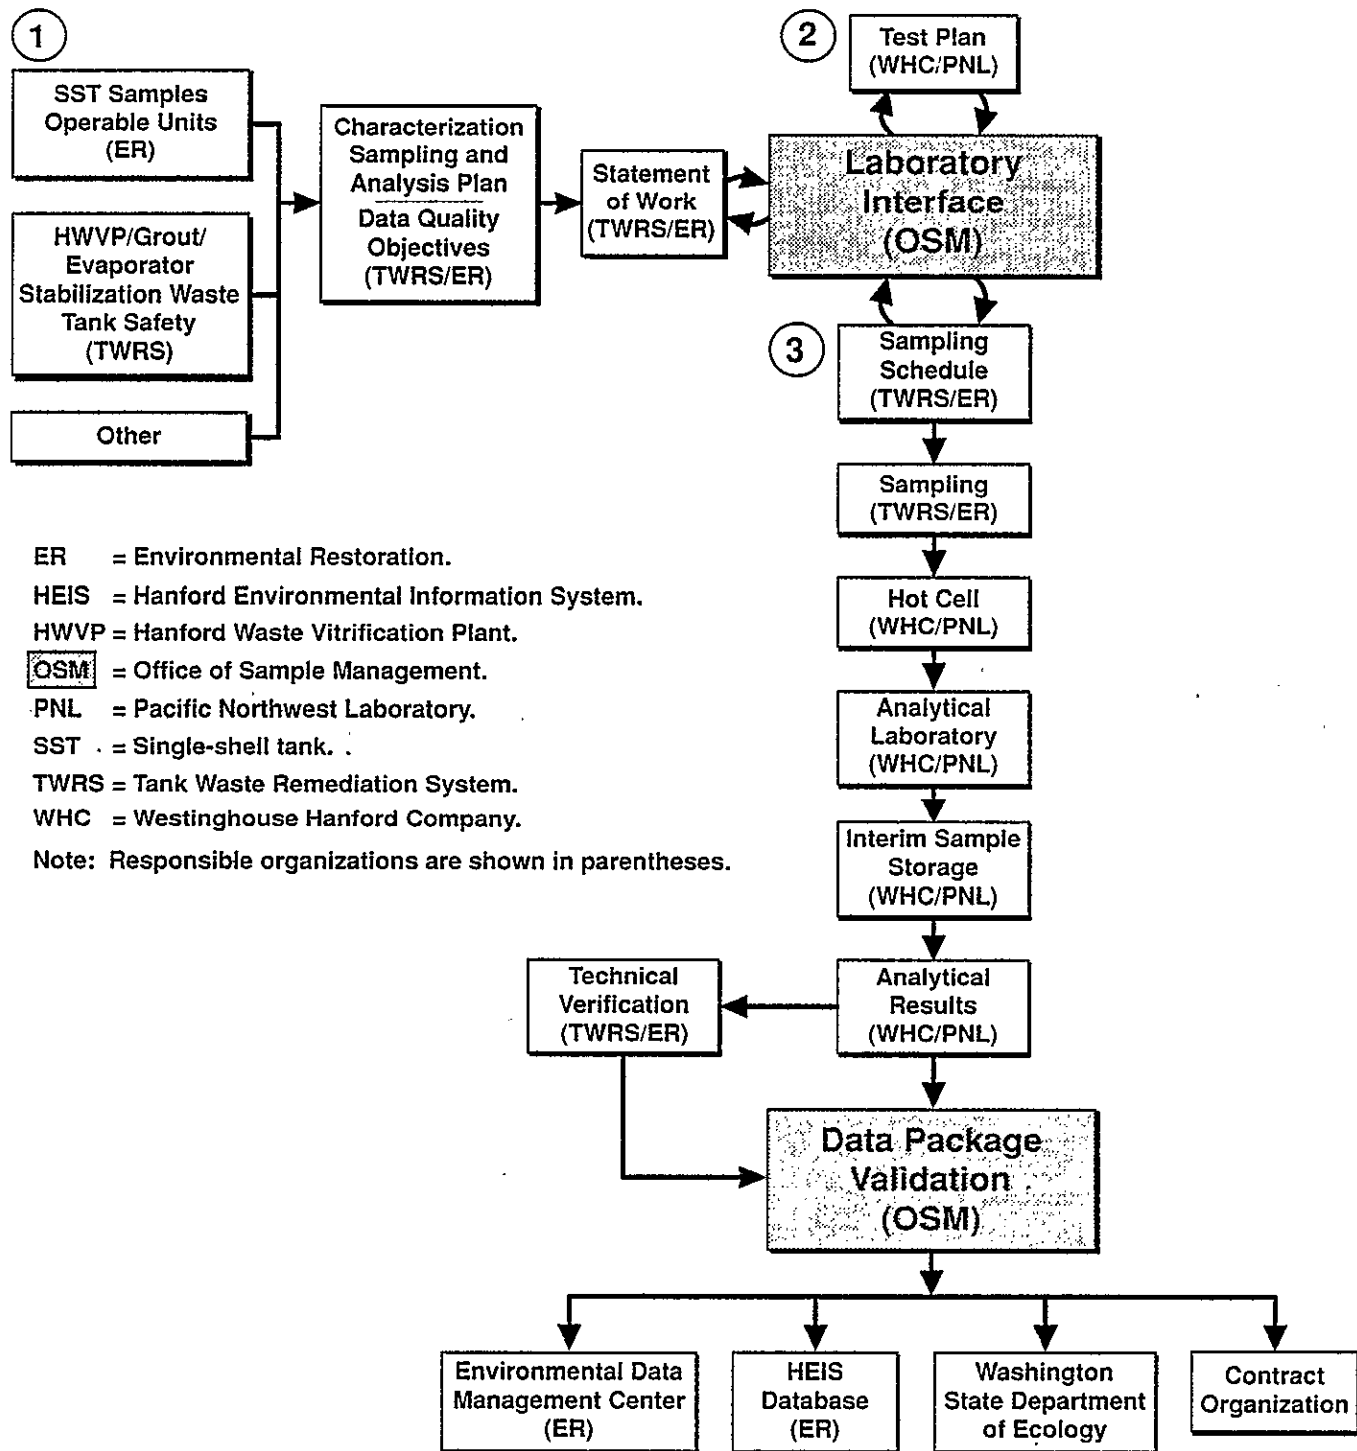 1
SST Samples
Operable Units
(ER)
HWVP/Grout/
Evaporator
Stabilization Waste
Tank Safety
(TWRS)
Other
Characterization
Sampling and
Analysis Plan
Data Quality
Objectives
(TWRS/ER)
Statement
of Work
(TWRS/ER)
2
Test Plan
(WHC/PNL)
Laboratory
Interface
(OSM)
3
Sampling
Schedule
(TWRS/ER)
Sampling
(TWRS/ER)
Hot Cell
(WHC/PNL)
Analytical
Laboratory
(WHC/PNL)
Interim Sample
Storage
(WHC/PNL)
Analytical
Results
(WHC/PNL)
Technical
Verification
(TWRS/ER)
Data Package
Validation
(OSM)
Environmental Data
Management Center
(ER)
HEIS
Database
(ER)
Washington
State Department
of Ecology
Contract
Organization
ER = Environmental Restoration.
HEIS = Hanford Environmental Information System.
HWVP = Hanford Waste Vitrification Plant.
OSM = Office of Sample Management.
PNL = Pacific Northwest Laboratory.
SST = Single-shell tank.
TWRS = Tank Waste Remediation System.
WHC = Westinghouse Hanford Company.
Note: Responsible organizations are shown in parentheses.